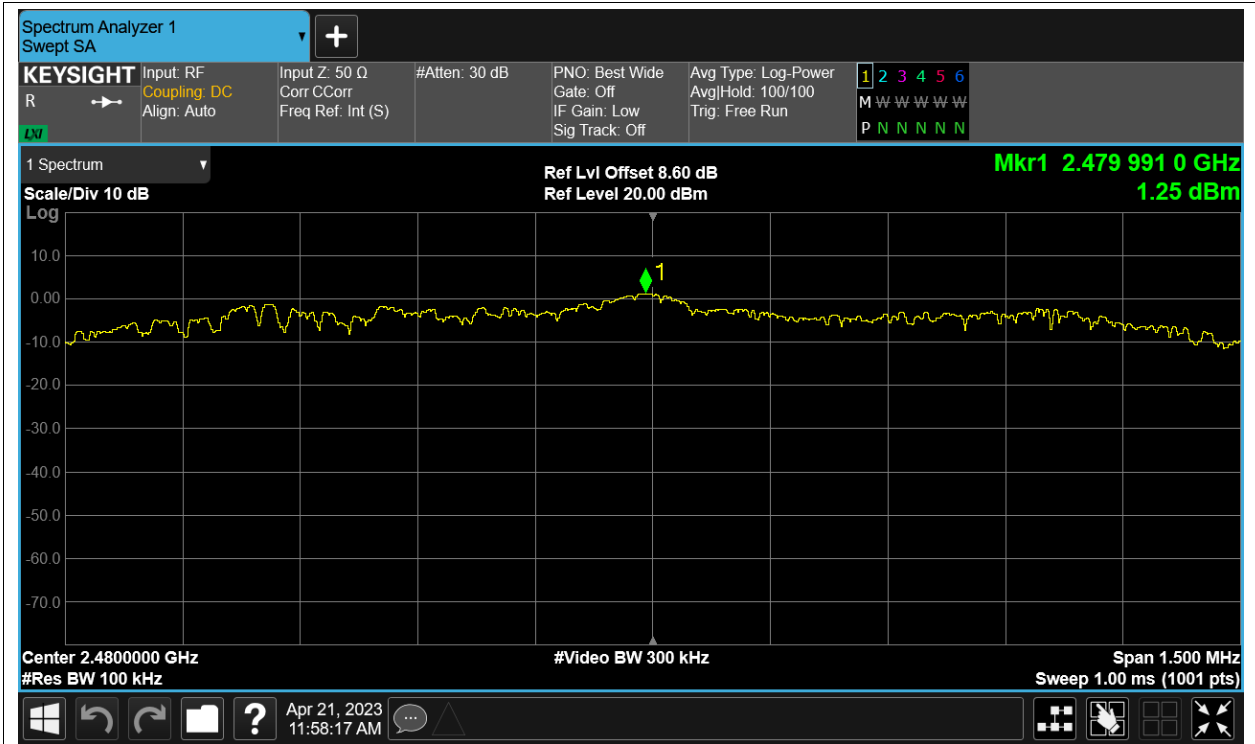 Spectrum Analyzer 1
Swept SA
KEYSIGHT
R
LXI
Input: RF
Coupling: DC
Align: Auto
Input Z: 50 Ω
Corr CCorr
Freq Ref: Int (S)
#Atten: 30 dB
PNO: Best Wide
Gate: Off
IF Gain: Low
Sig Track: Off
Avg Type: Log-Power
Avg|Hold: 100/100
Trig: Free Run
1 2 3 4 5 6
M W W W W W
P N N N N N
1 Spectrum
Scale/Div 10 dB
Log
Ref Lvl Offset 8.60 dB
Ref Level 20.00 dBm
Mkr1 2.479 991 0 GHz
1.25 dBm
1
10.0
0.00
-10.0
-20.0
-30.0
-40.0
-50.0
-60.0
-70.0
Center 2.4800000 GHz
#Res BW 100 kHz
#Video BW 300 kHz
Span 1.500 MHz
Sweep 1.00 ms (1001 pts)
?
Apr 21, 2023
11:58:17 AM